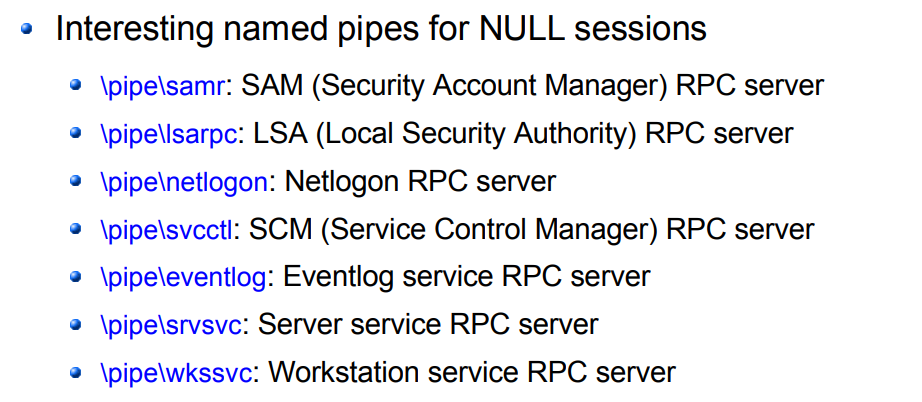 Interesting named pipes for NULL sessions
\pipe\samr: SAM (Security Account Manager) RPC server
\pipe\lsarpc: LSA (Local Security Authority) RPC server
\pipe\netlogon: Netlogon RPC server
\pipe\svcctl: SCM (Service Control Manager) RPC server
\pipe\eventlog: Eventlog service RPC server
\pipe\srvsvc: Server service RPC server
\pipe\wkssvc: Workstation service RPC server